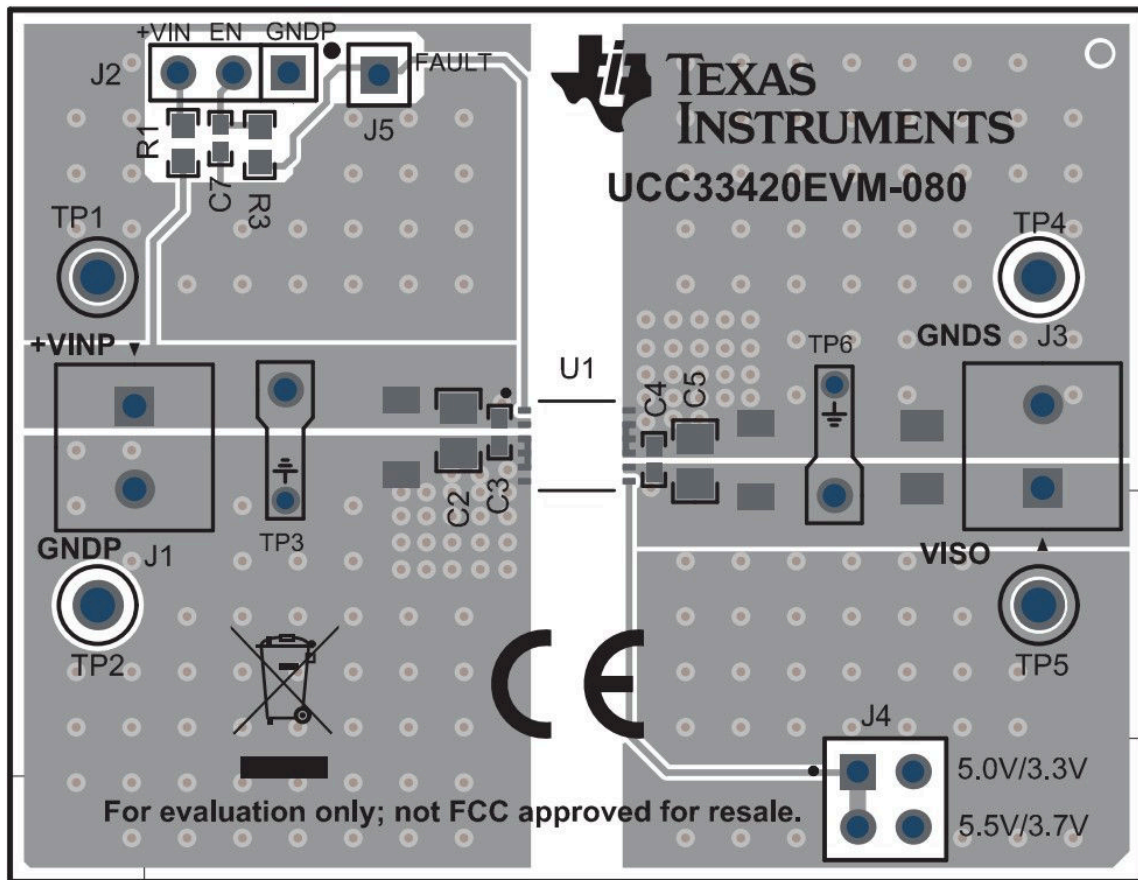 +VIN EN GNDP
J2
FAULT
J5
R1
C7
R3
TEXAS
INSTRUMENTS
UCC33420EVM-080
TP1
TP4
+VINP
GNDS
J3
TP6
U1
C4
C5
C2
C3
TP3
GNDP
J1
VISO
TP2
TP5
CE
J4
5.0V/3.3V
5.5V/3.7V
For evaluation only; not FCC approved for resale.